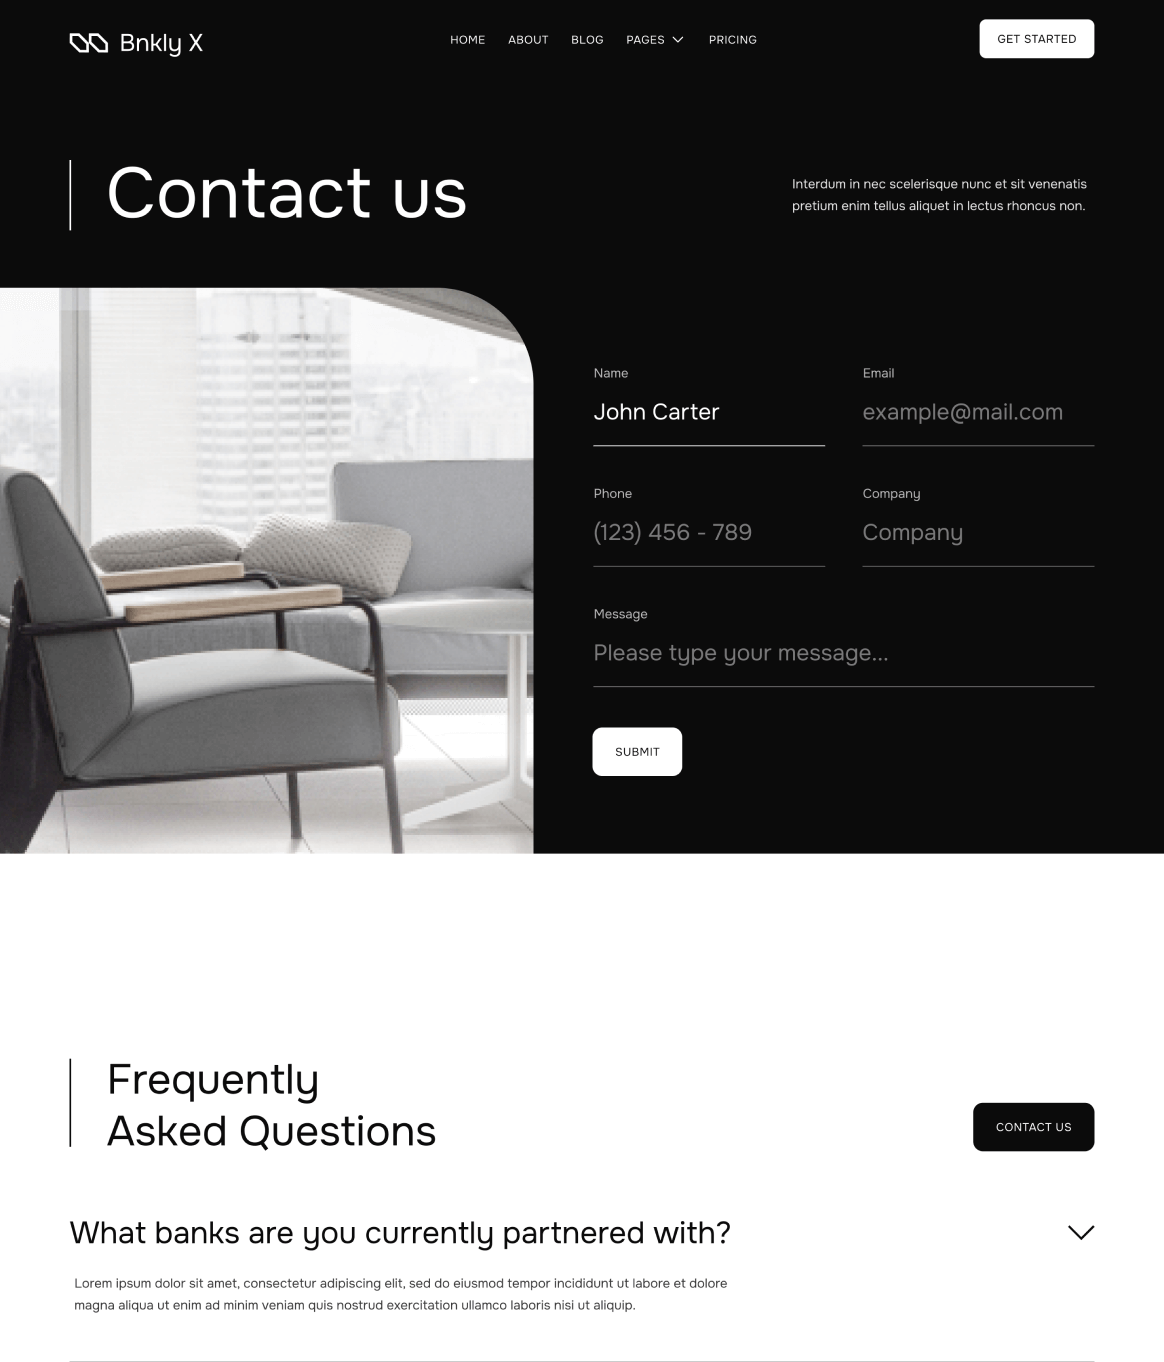 Bnkly X
HOME ABOUT BLOG PAGES PRICING
GET STARTED
Contact us
Interdum in nec scelerisque nunc et sit venenatis
pretium enim tellus aliquet in lectus rhoncus non.
Name
John Carter
Email
example@mail.com
Phone
(123) 456 - 789
Company
Company
Message
Please type your message...
SUBMIT
Frequently
Asked Questions
CONTACT US
What banks are you currently partnered with?
Lorem ipsum dolor sit amet, consectetur adipiscing elit, sed do eiusmod tempor incididunt ut labore et dolore
magna aliqua ut enim ad minim veniam quis nostrud exercitation ullamco laboris nisi ut aliquip.